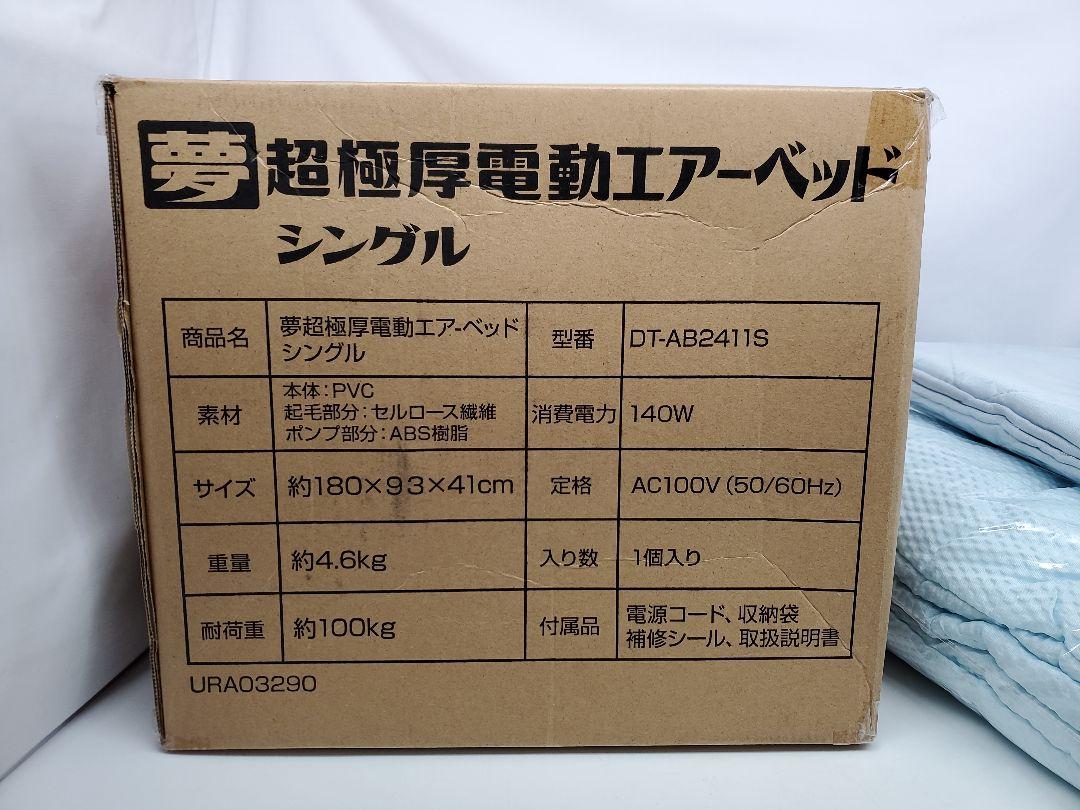 夢超極厚電動エアーベッド
シングル
商品名
夢超極厚電動エアーベッド
シングル
型番
DT-AB2411S
素材
本体：PVC
起毛部分：セルロース繊維
ポンプ部分：ABS樹脂
消費電力
140W
サイズ
約180×93×41cm
定格
AC100V（50/60Hz）
重量
約4.6kg
入り数
1個入り
耐荷重
約100kg
付属品
電源コード、収納袋
補修シール、取扱説明書
URA03290